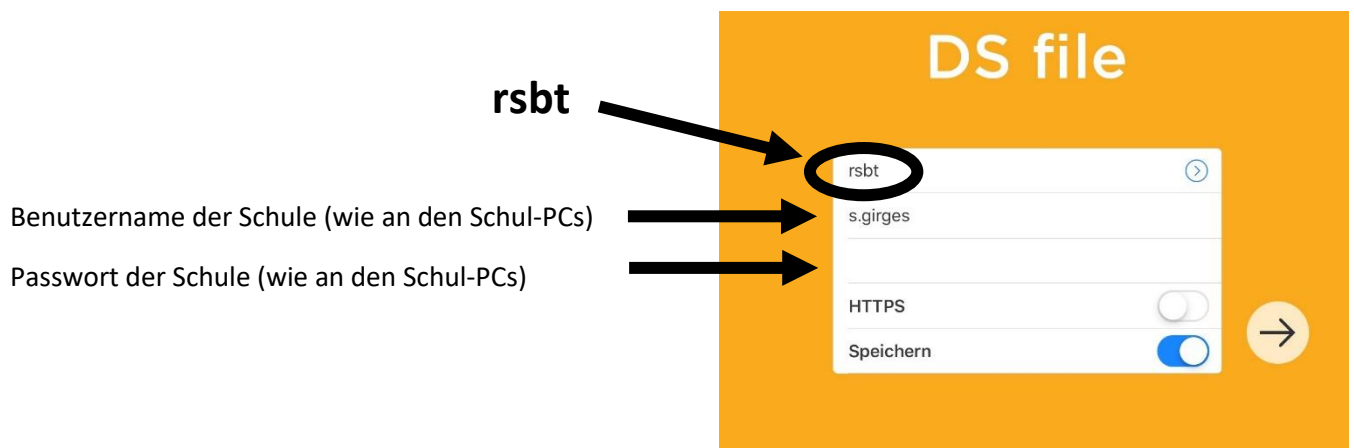 DS file
rsbt
rsbt
Benutzername der Schule (wie an den Schul-PCs)
s.girges
Passwort der Schule (wie an den Schul-PCs)
HTTPS
Speichern